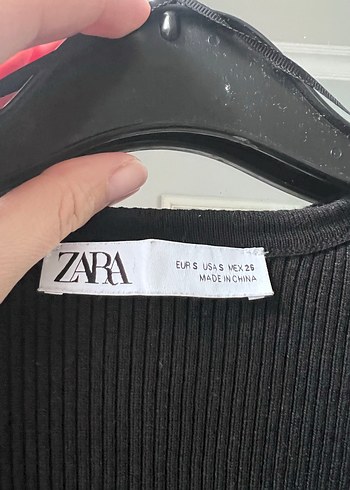 ZARA
EUR S USA S MEX 26
MADE IN CHINA